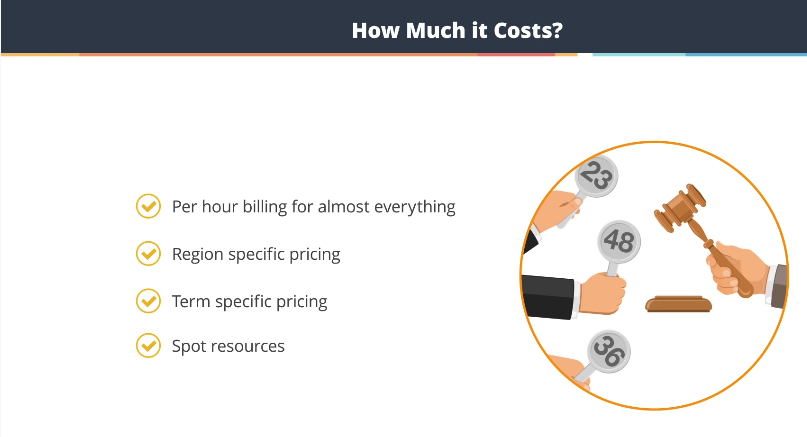 How Much it Costs?
Per hour billing for almost everything
Region specific pricing
Term specific pricing
Spot resources
23
48
36